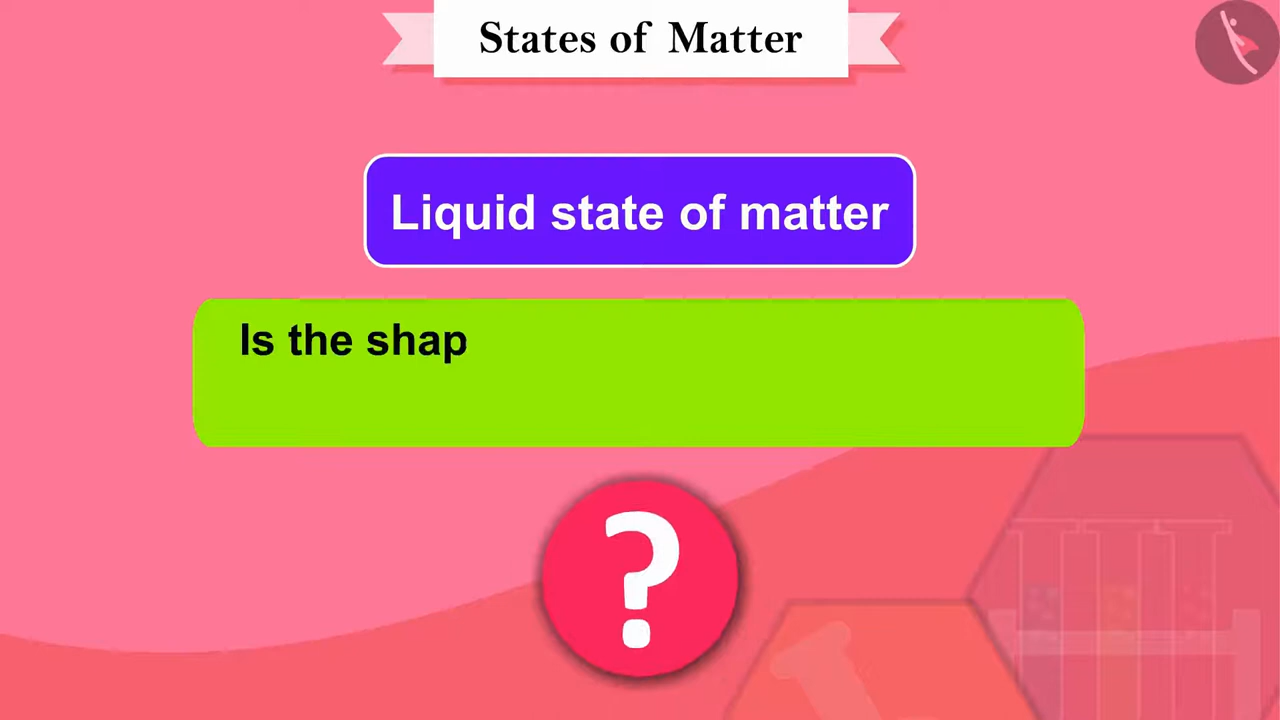 States of Matter
Liquid state of matter
Is the shap
?